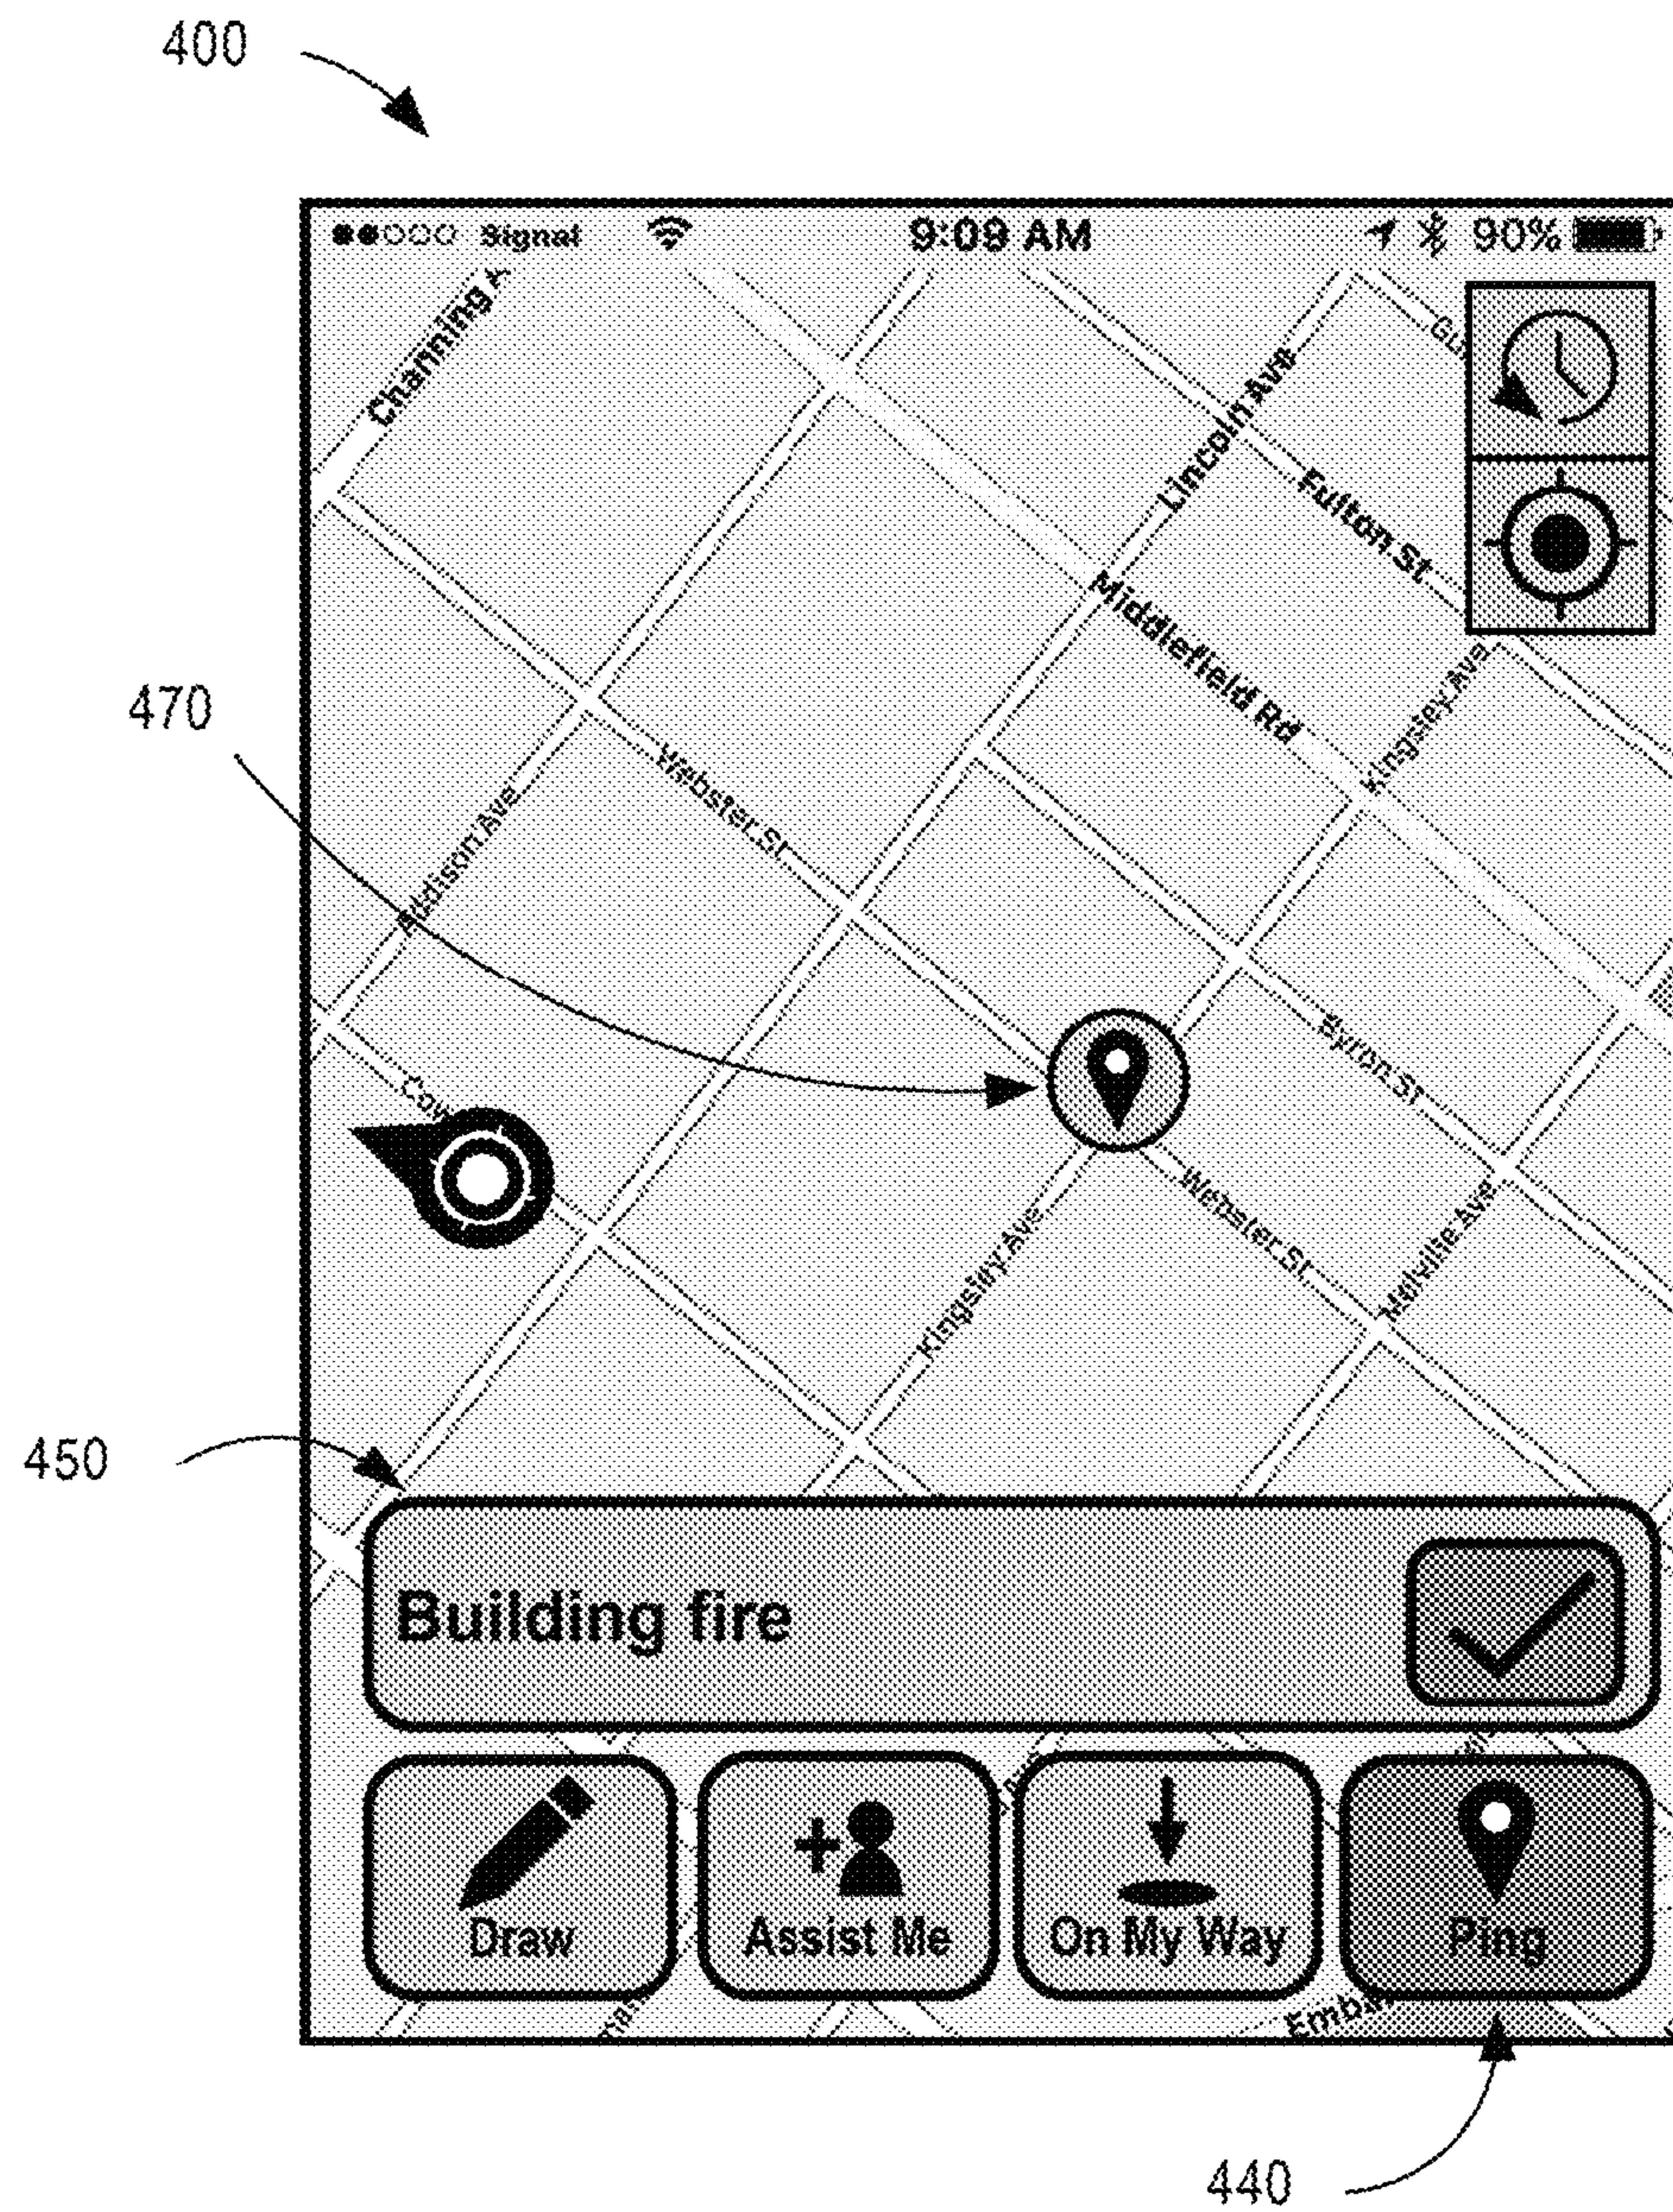 400
Signal 9:09 AM 90%
Channing
Lincoln Ave
Fulton St
Middlefield Rd
Kingsley Ave
470
Webster St
Addison Ave
Byron St
Webster St
Kingsley Ave
Melville Ave
450
Building fire
Draw
Assist Me
On My Way
Ping
440